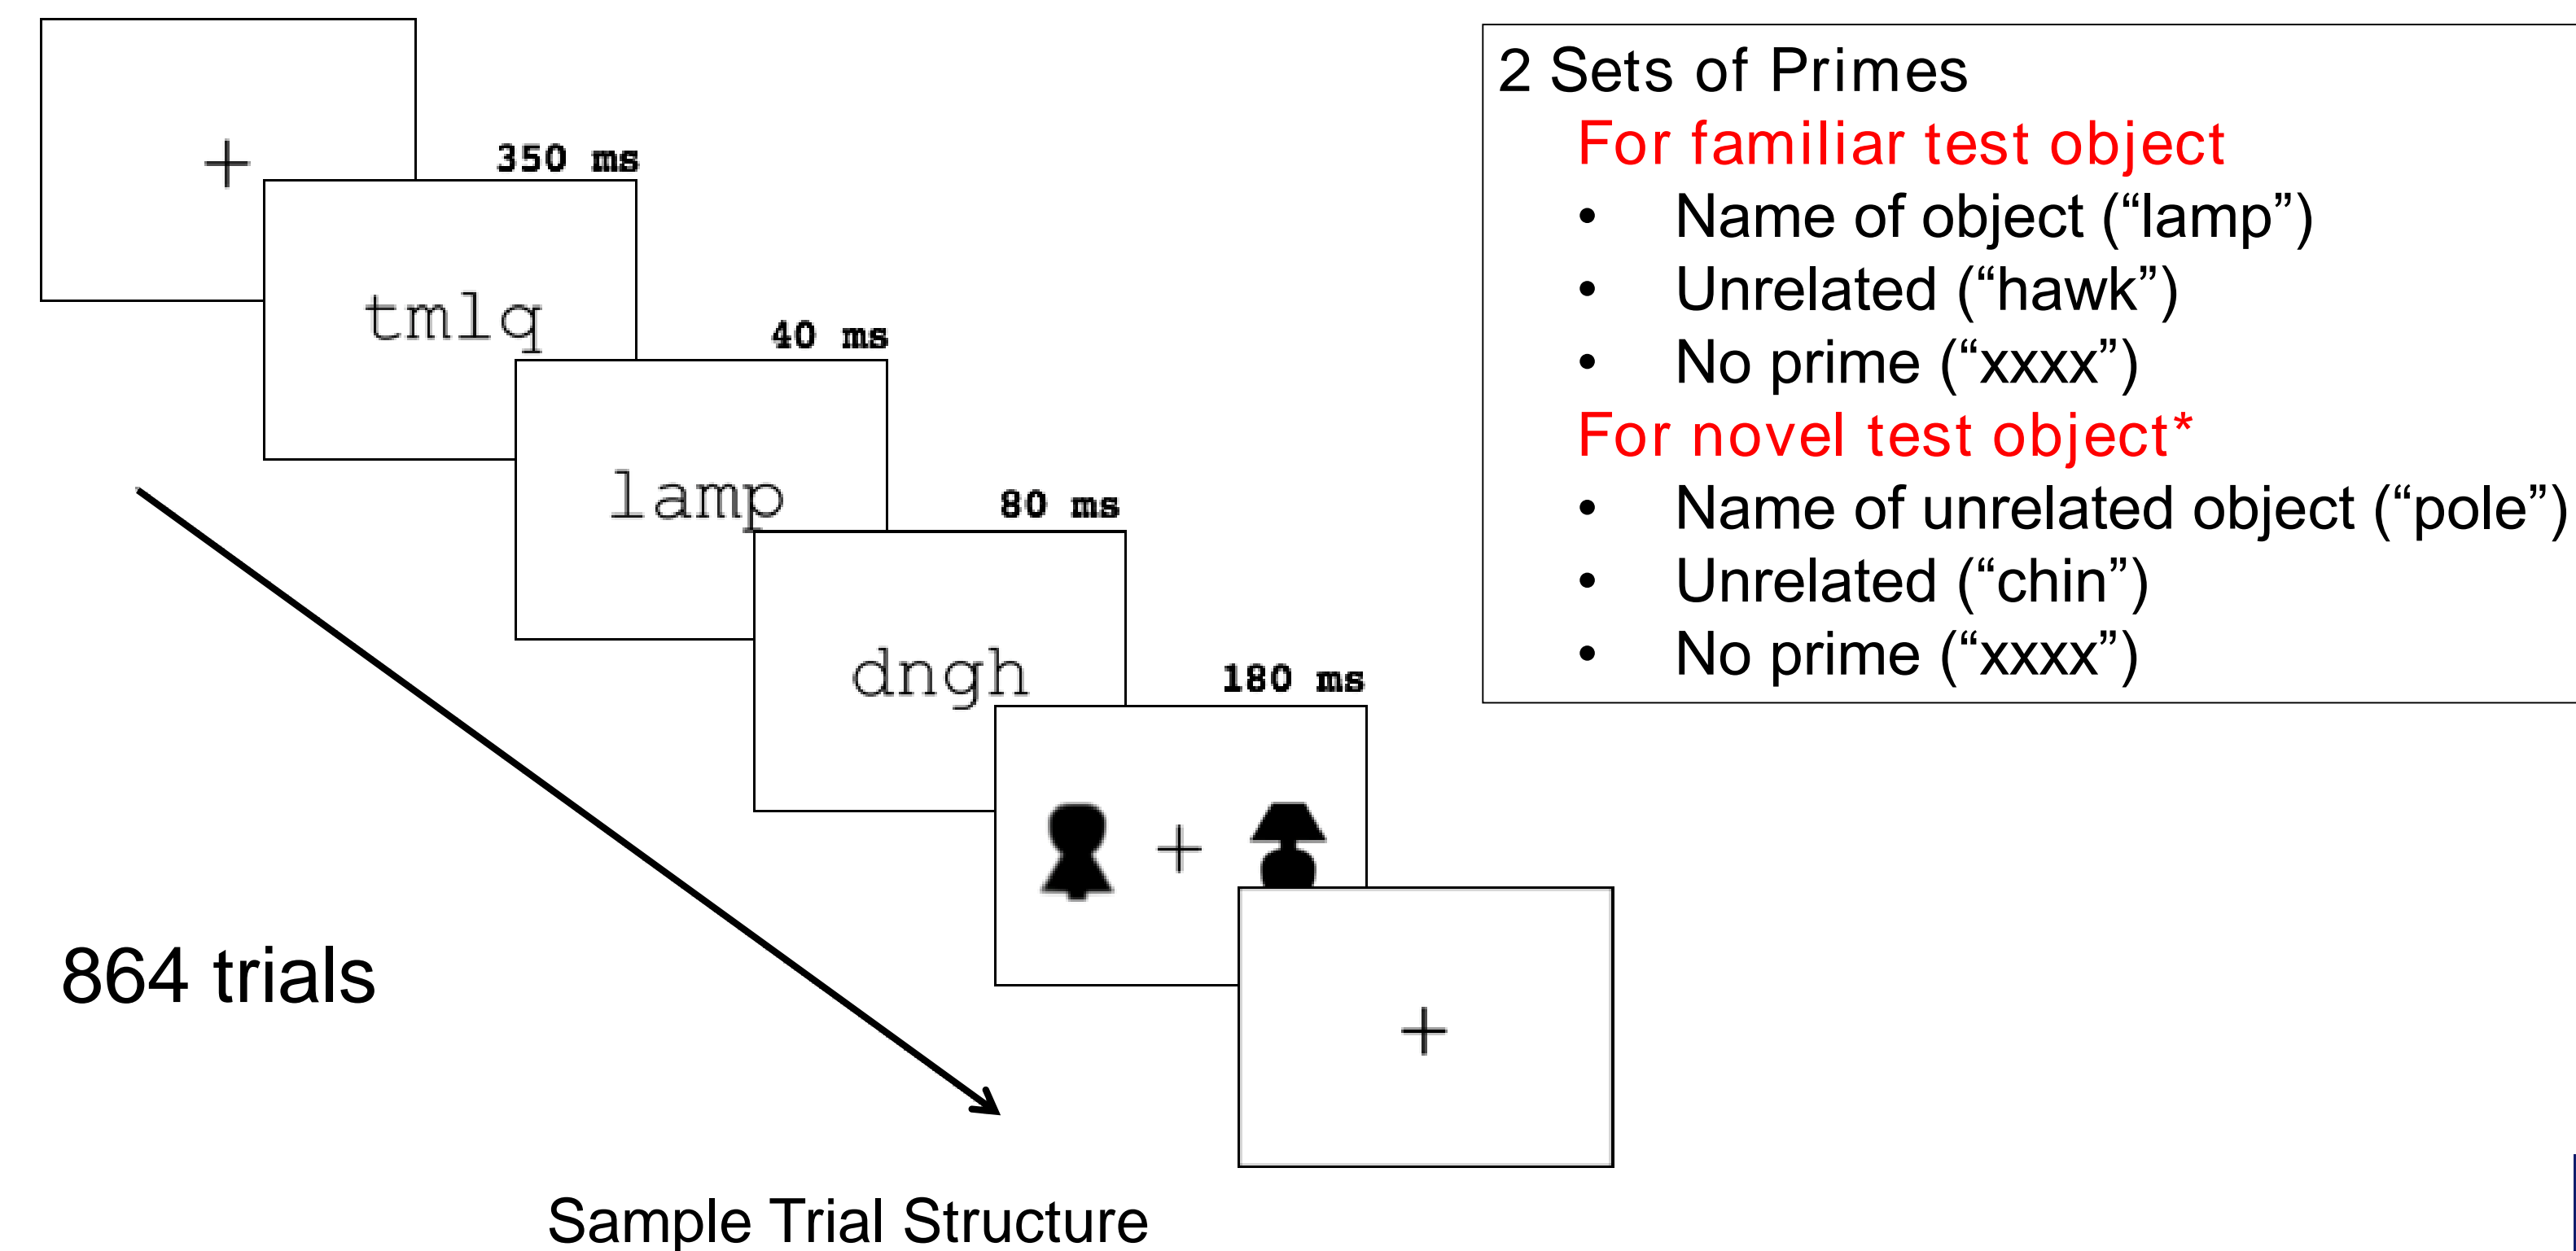 +
350 ms
tmlq
40 ms
lamp
80 ms
dngh
180 ms
+
+
864 trials
Sample Trial Structure
2 Sets of Primes
For familiar test object
• Name of object (“lamp”)
• Unrelated (“hawk”)
• No prime (“xxxx”)
For novel test object*
• Name of unrelated object (“pole”)
• Unrelated (“chin”)
• No prime (“xxxx”)